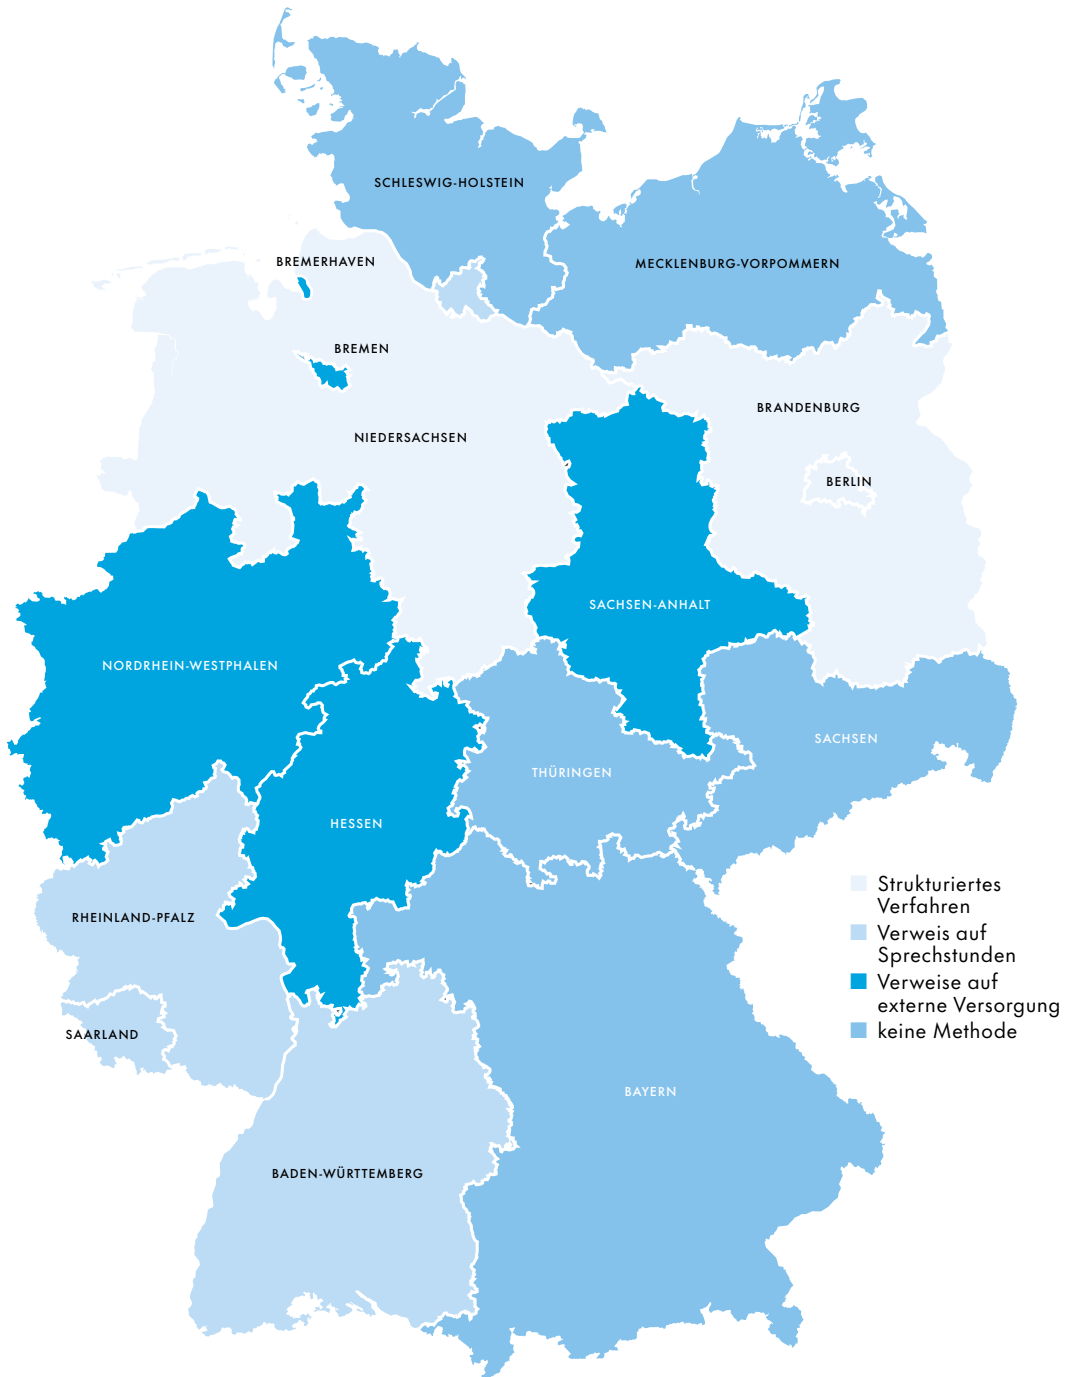 SCHLESWIG-HOLSTEIN
BREMERHAVEN
MECKLENBURG-VORPOMMERN
BREMEN
BRANDENBURG
NIEDERSACHSEN
BERLIN
SACHSEN-ANHALT
NORDRHEIN-WESTPHALEN
SACHSEN
THÜRINGEN
HESSEN
RHEINLAND-PFALZ
SAARLAND
BAYERN
BADEN-WÜRTTEMBERG
Strukturiertes
Verfahren
Verweis auf
Sprechstunden
Verweise auf
externe Versorgung
keine Methode